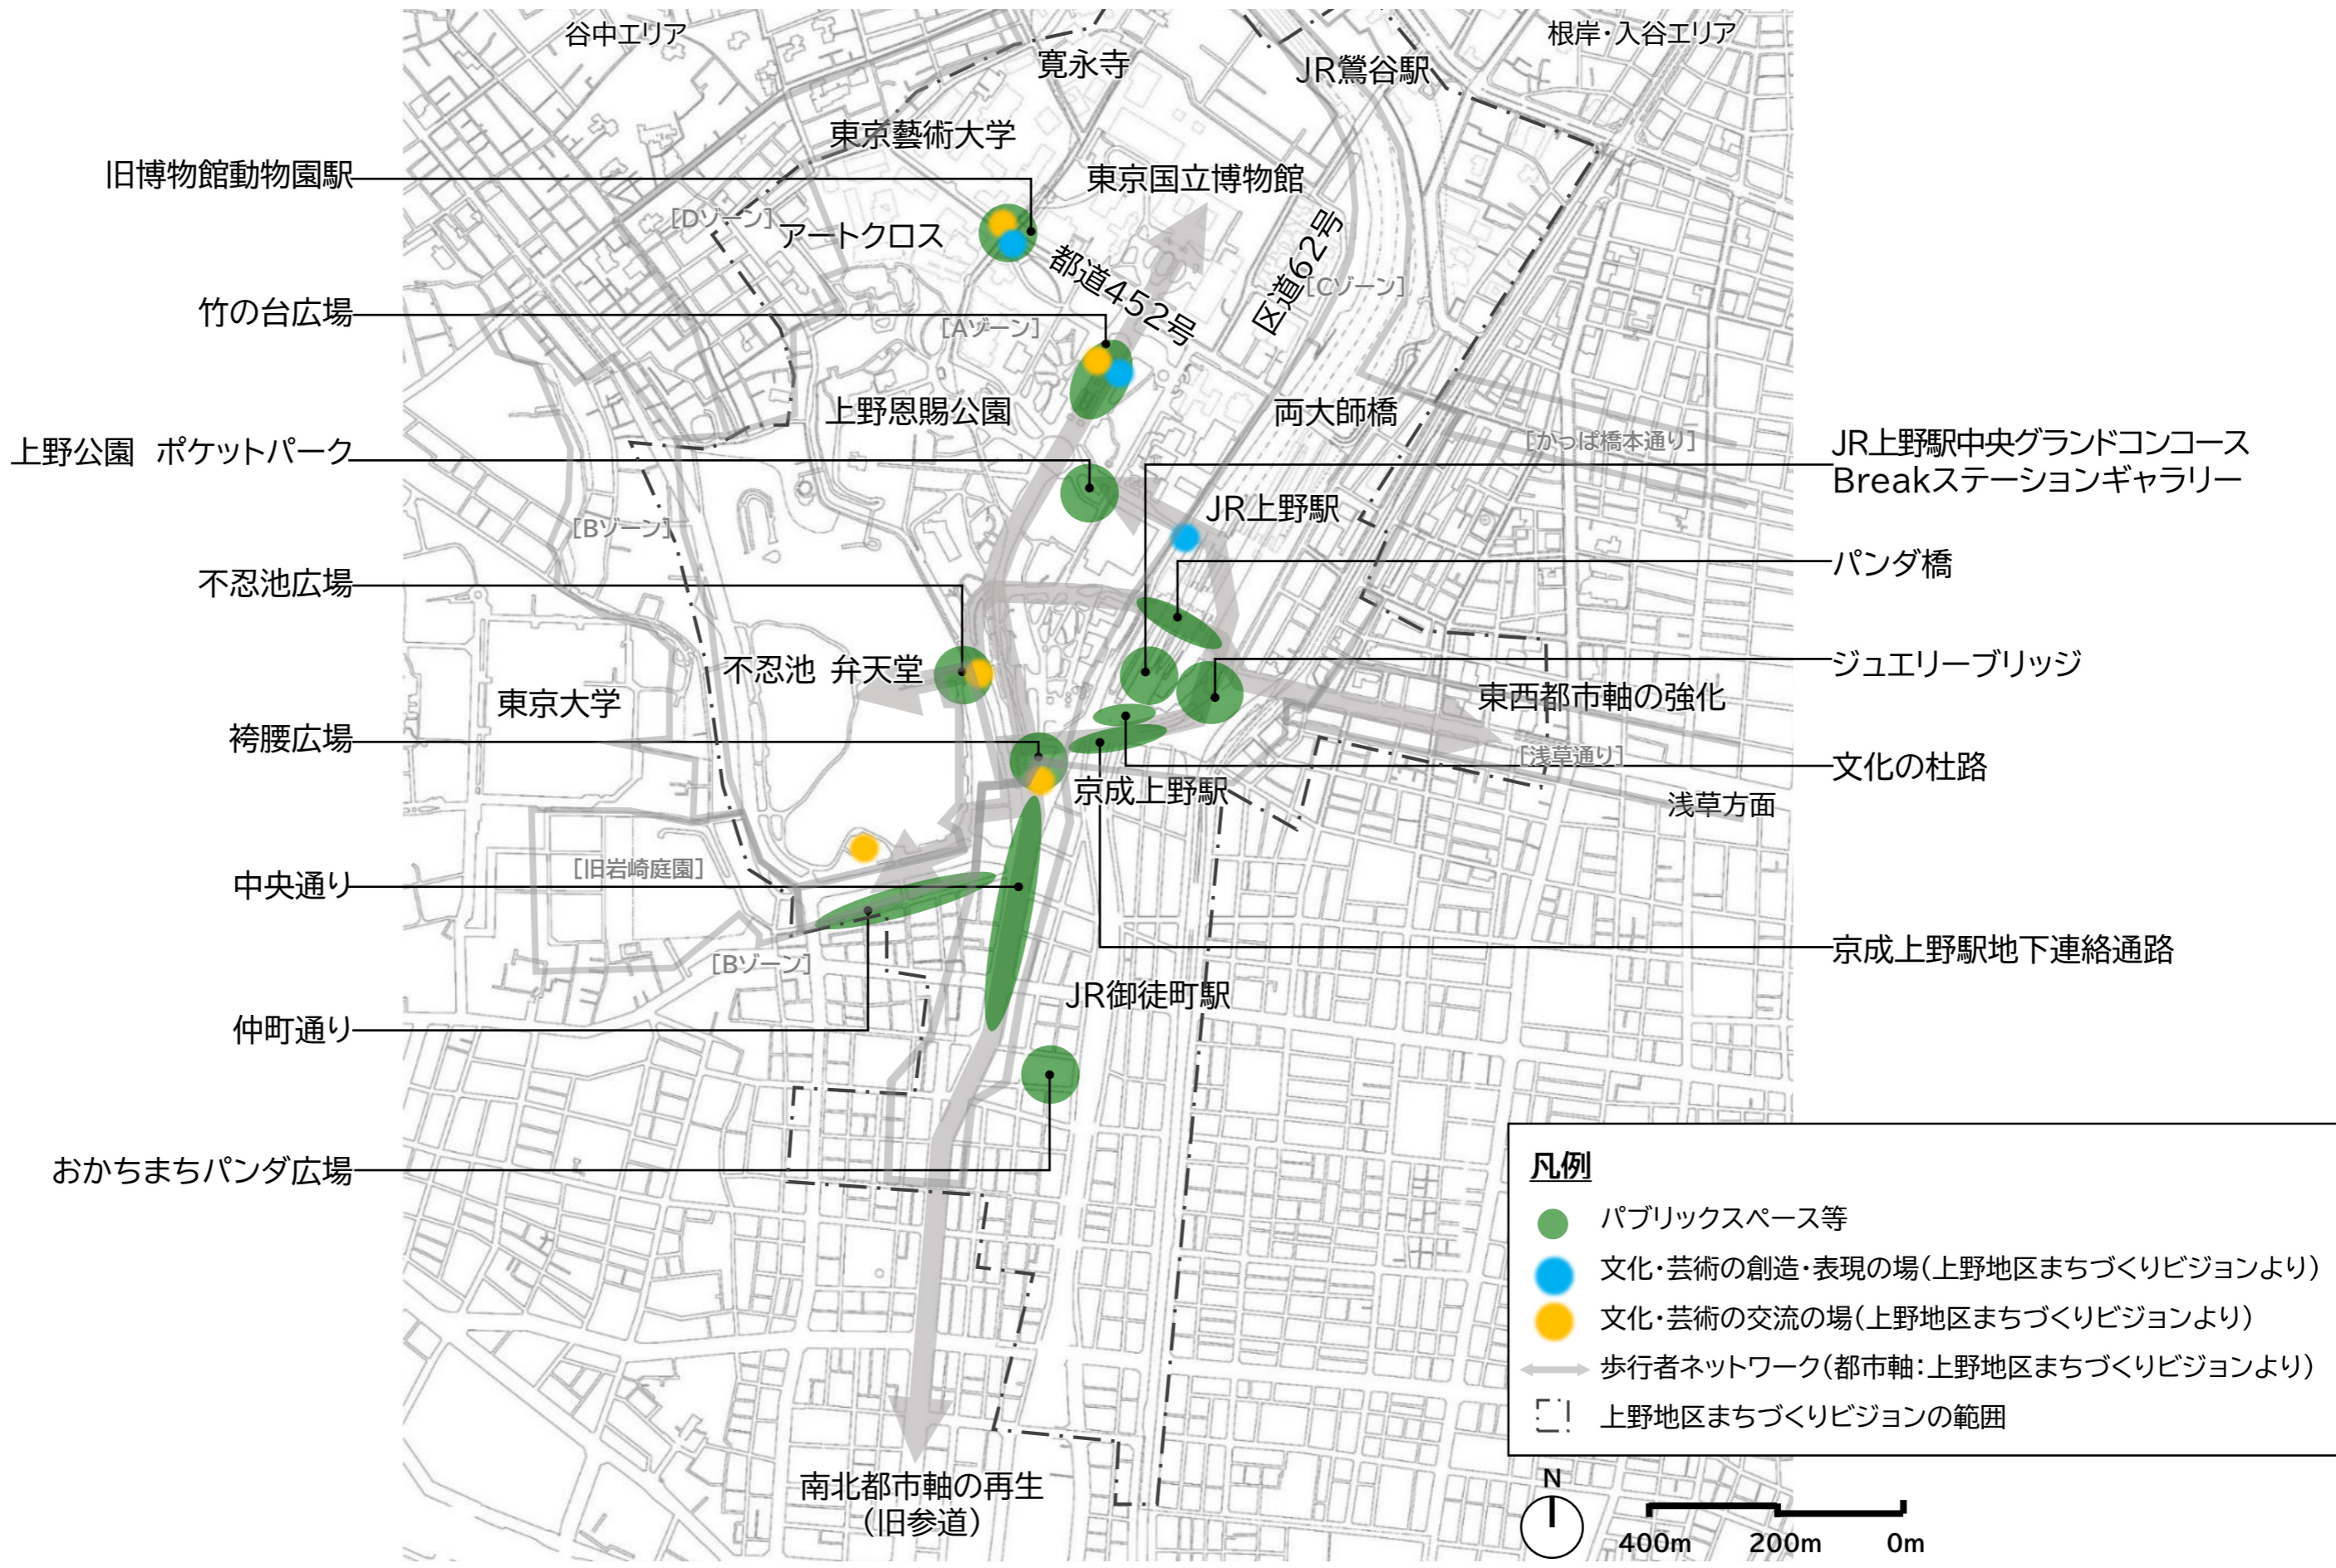 谷中エリア
根岸・入谷エリア
寛永寺
JR鶯谷駅
東京藝術大学
旧博物館動物園駅
東京国立博物館
[Dゾーン]
アートクロス
都道452号
区道62号
[Cゾーン]
竹の台広場
[Aゾーン]
上野恩賜公園
両大師橋
[かっぱ橋本通り]
上野公園 ポケットパーク
JR上野駅中央グランドコンコース
Breakステーションギャラリー
JR上野駅
[Bゾーン]
パンダ橋
不忍池広場
不忍池 弁天堂
ジュエリーブリッジ
東京大学
東西都市軸の強化
袴腰広場
[浅草通り]
文化の杜路
京成上野駅
浅草方面
[旧岩崎庭園]
中央通り
京成上野駅地下連絡通路
[Bゾーン]
JR御徒町駅
仲町通り
おかちまちパンダ広場
凡例
パブリックスペース等
文化・芸術の創造・表現の場(上野地区まちづくりビジョンより)
文化・芸術の交流の場(上野地区まちづくりビジョンより)
歩行者ネットワーク(都市軸:上野地区まちづくりビジョンより)
上野地区まちづくりビジョンの範囲
南北都市軸の再生
(旧参道)
N
400m 200m 0m